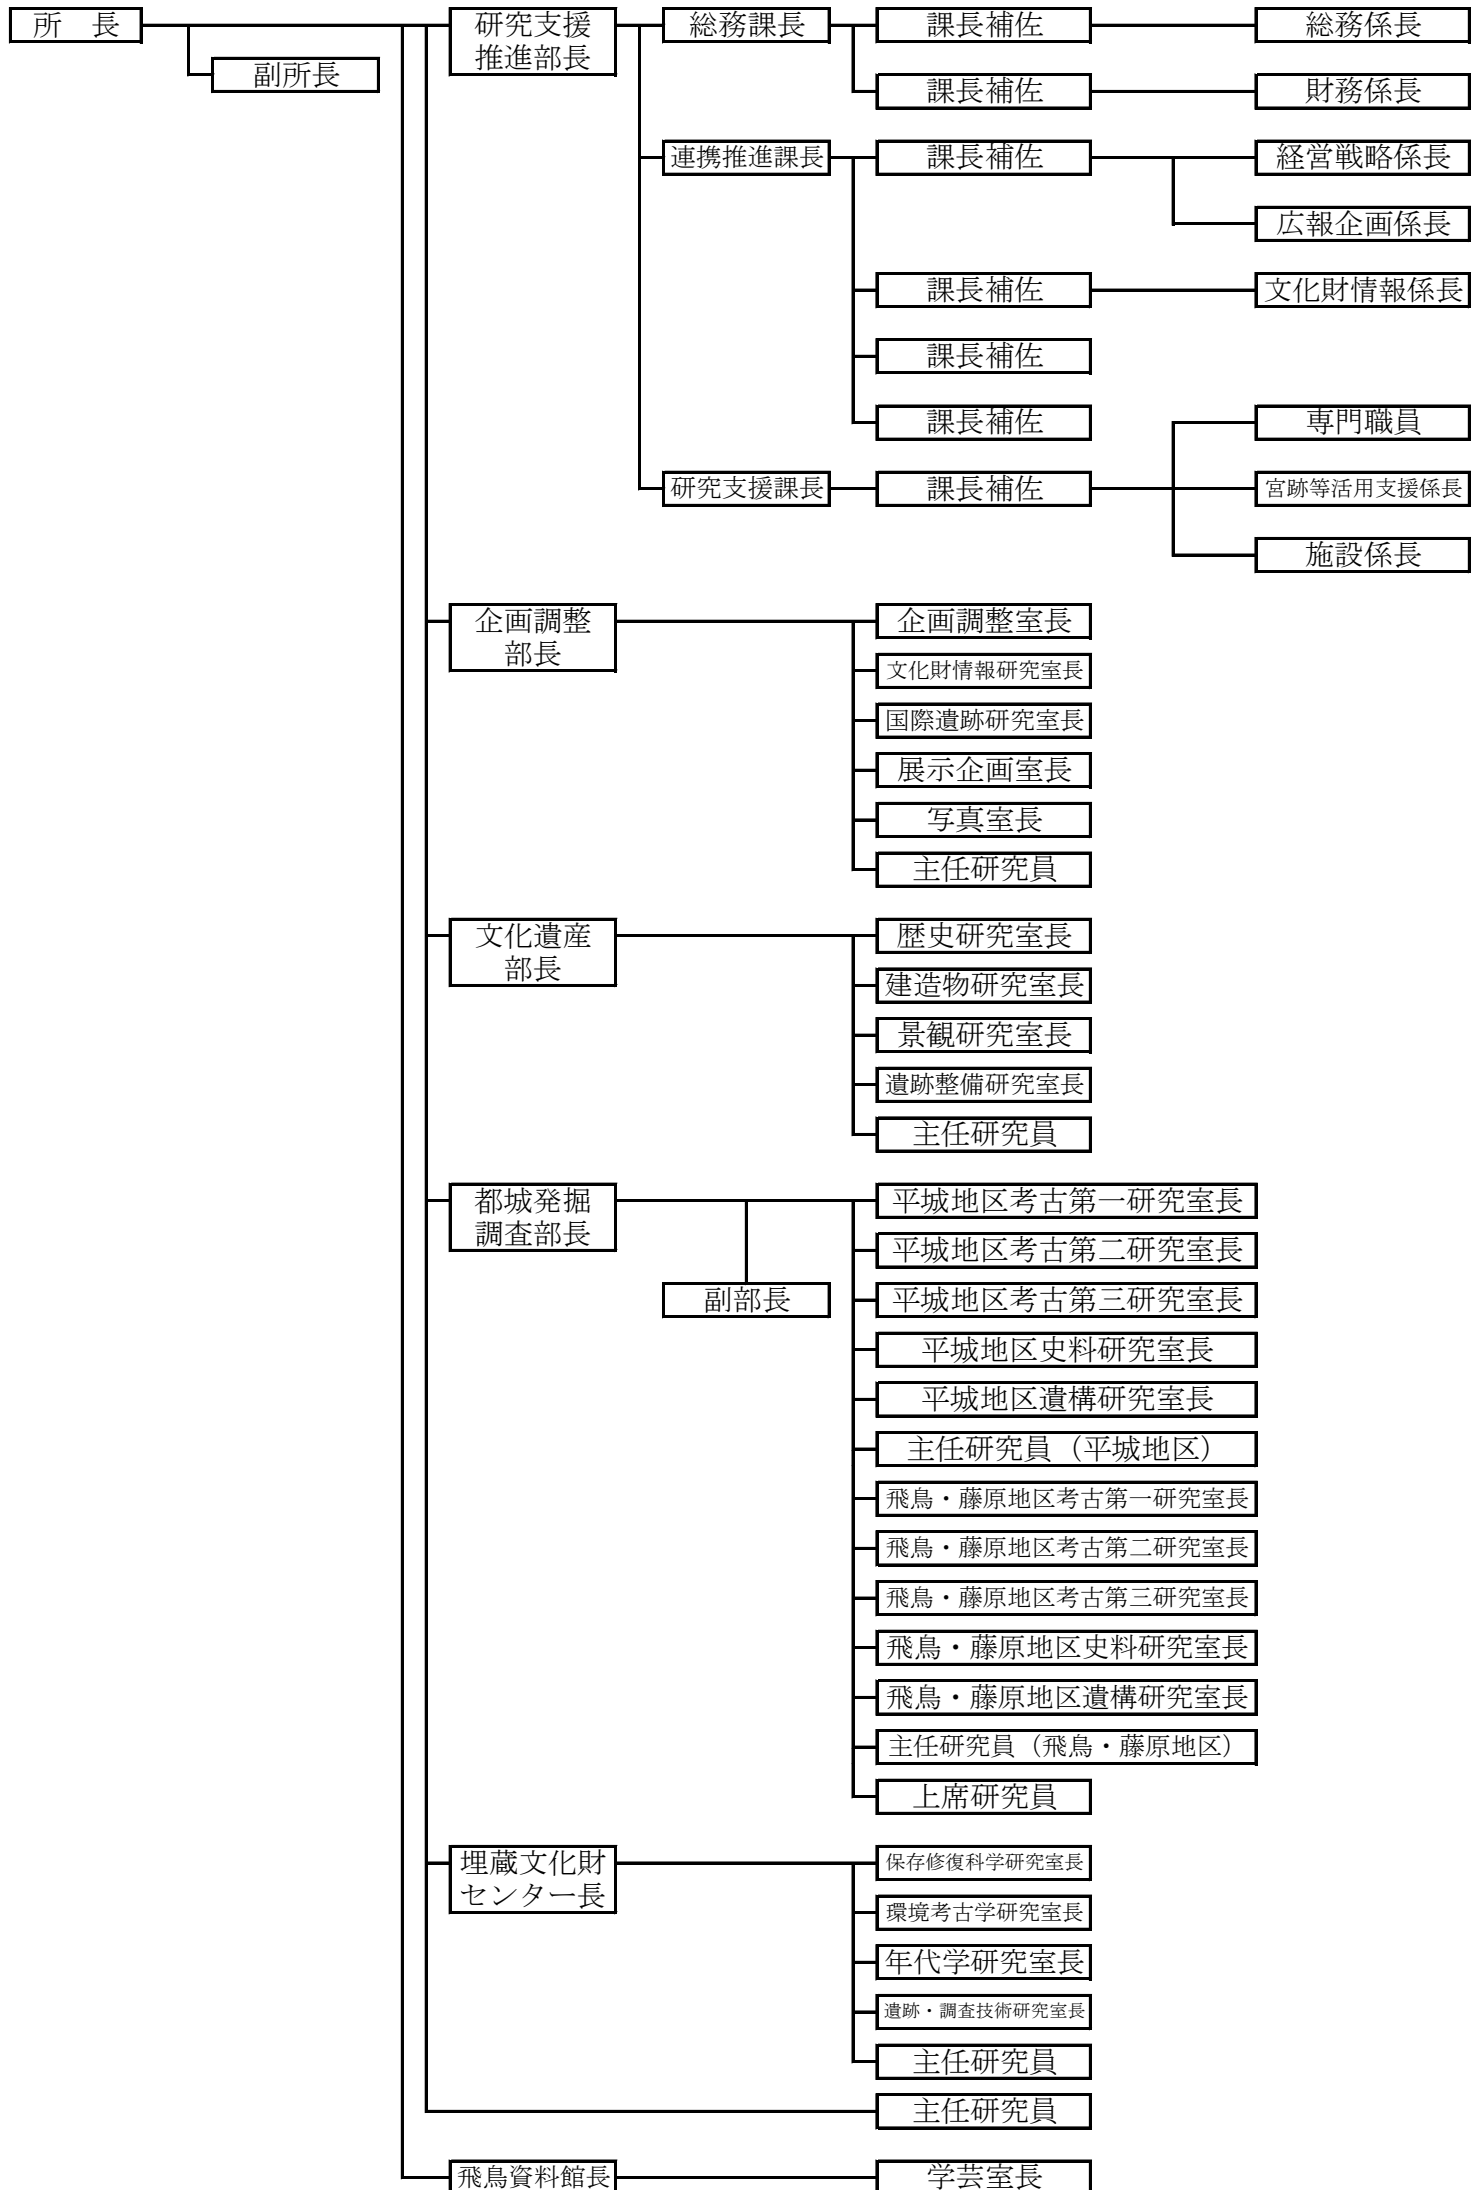 所　長
副所長
研究支援
推進部長
総務課長
課長補佐
総務係長
課長補佐
財務係長
連携推進課長
課長補佐
経営戦略係長
広報企画係長
課長補佐
文化財情報係長
課長補佐
課長補佐
専門職員
研究支援課長
課長補佐
宮跡等活用支援係長
施設係長
企画調整
部長
企画調整室長
文化財情報研究室長
国際遺跡研究室長
展示企画室長
写真室長
主任研究員
文化遺産
部長
歴史研究室長
建造物研究室長
景観研究室長
遺跡整備研究室長
主任研究員
都城発掘
調査部長
副部長
平城地区考古第一研究室長
平城地区考古第二研究室長
平城地区考古第三研究室長
平城地区史料研究室長
平城地区遺構研究室長
主任研究員（平城地区）
飛鳥・藤原地区考古第一研究室長
飛鳥・藤原地区考古第二研究室長
飛鳥・藤原地区考古第三研究室長
飛鳥・藤原地区史料研究室長
飛鳥・藤原地区遺構研究室長
主任研究員（飛鳥・藤原地区）
上席研究員
埋蔵文化財
センター長
保存修復科学研究室長
環境考古学研究室長
年代学研究室長
遺跡・調査技術研究室長
主任研究員
主任研究員
飛鳥資料館長
学芸室長